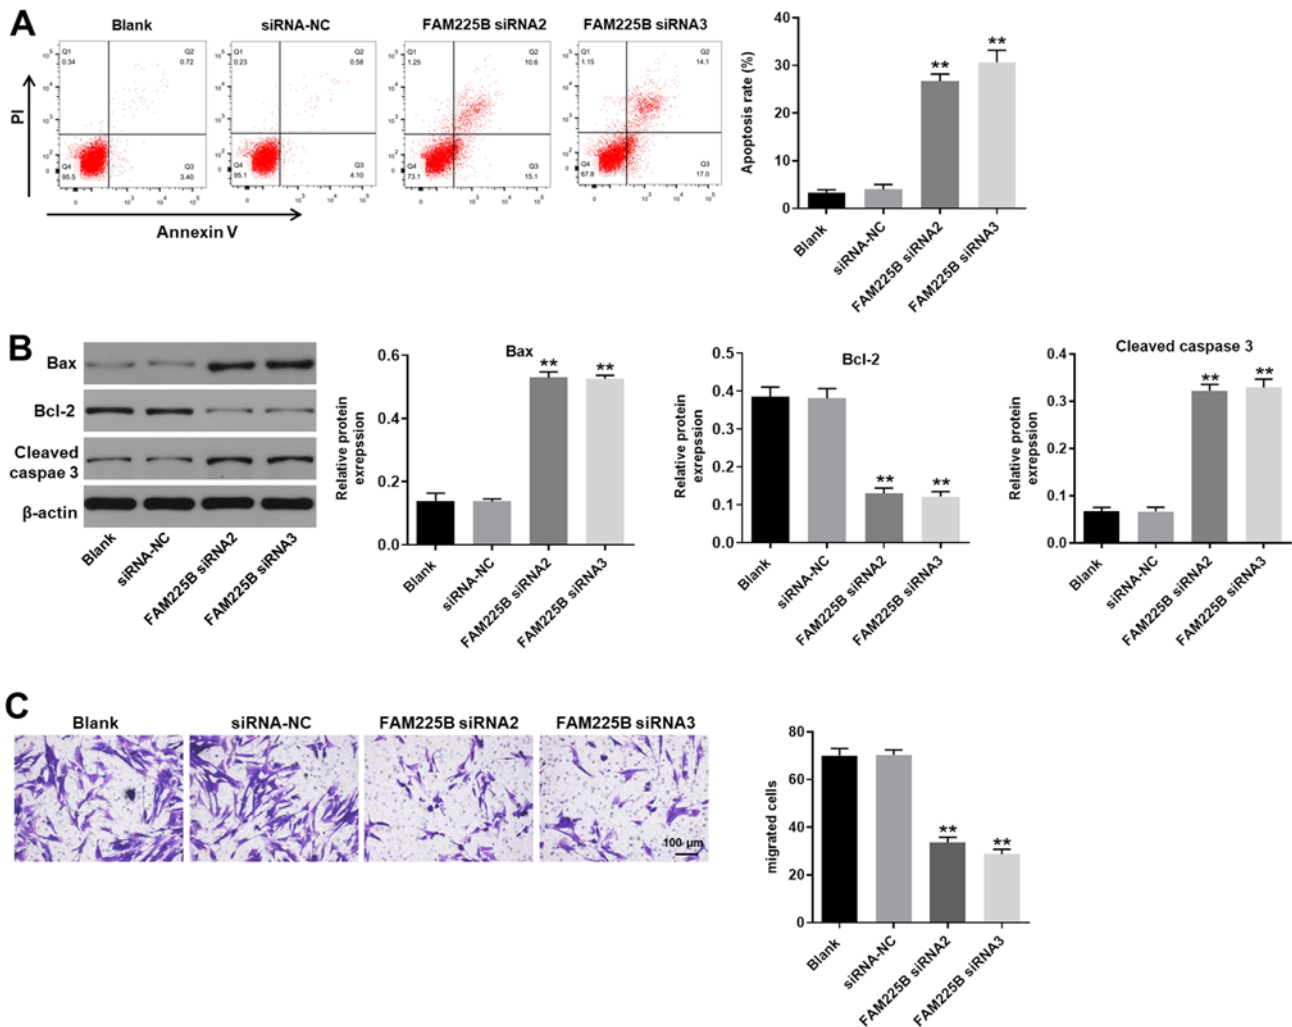 A
Blank
siRNA-NC
FAM225B siRNA2
FAM225B siRNA3
PI
Q1
0.34
Q2
0.72
Q4
95.5
Q3
3.40
Q1
0.23
Q2
0.58
Q4
95.1
Q3
4.10
Q1
1.25
Q2
10.6
Q4
73.1
Q3
15.1
Q1
1.15
Q2
14.1
Q4
67.8
Q3
17.0
Annexin V
Apoptosis rate (%)
40
30
20
10
0
** **
Blank
siRNA-NC
FAM225B siRNA2
FAM225B siRNA3
B
Bax
Bcl-2
Cleaved
caspae 3
β-actin
Blank
siRNA-NC
FAM225B siRNA2
FAM225B siRNA3
Bax
Relative protein
exrepssion
0.6
0.4
0.2
0.0
** **
Blank
siRNA-NC
FAM225B siRNA2
FAM225B siRNA3
Bcl-2
Relative protein
exrepssion
0.5
0.4
0.3
0.2
0.1
0.0
** **
Blank
siRNA-NC
FAM225B siRNA2
FAM225B siRNA3
Cleaved caspase 3
Relative protein
exrepssion
0.4
0.3
0.2
0.1
0.0
** **
Blank
siRNA-NC
FAM225B siRNA2
FAM225B siRNA3
C
Blank
siRNA-NC
FAM225B siRNA2
FAM225B siRNA3
100 μm
migrated cells
80
60
40
20
0
** **
Blank
siRNA-NC
FAM225B siRNA2
FAM225B siRNA3